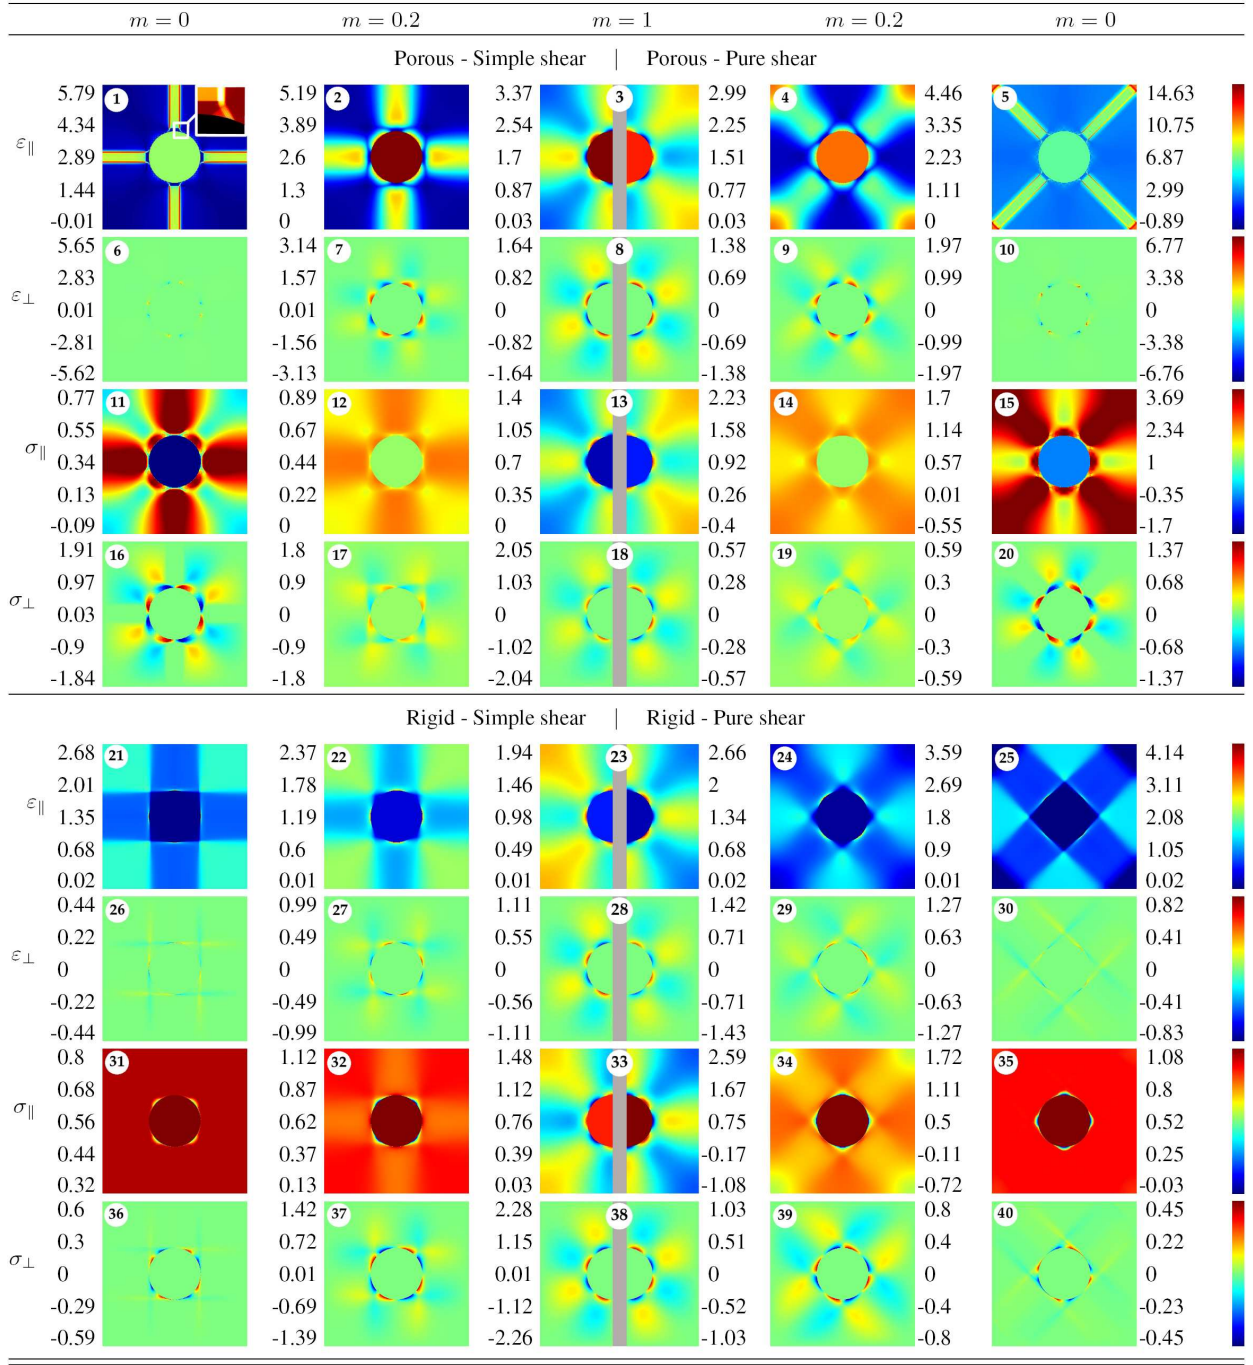 m = 0 m = 0.2 m = 1 m = 0.2 m = 0
Porous - Simple shear | Porous - Pure shear
5.79 1 5.19 2 3.37 3 2.99 4 4.46 5 14.63
4.34 3.89 2.54 2.25 3.35 10.75
ε∥ 2.89 2.6 1.7 1.51 2.23 6.87
1.44 1.3 0.87 0.77 1.11 2.99
-0.01 0 0.03 0.03 0 -0.89
5.65 6 3.14 7 1.64 8 1.38 9 1.97 10 6.77
2.83 1.57 0.82 0.69 0.99 3.38
ε⊥ 0.01 0.01 0 0 0 0
-2.81 -1.56 -0.82 -0.69 -0.99 -3.38
-5.62 -3.13 -1.64 -1.38 -1.97 -6.76
0.77 11 0.89 12 1.4 13 2.23 14 1.7 15 3.69
0.55 0.67 1.05 1.58 1.14 2.34
σ∥ 0.34 0.44 0.7 0.92 0.57 1
0.13 0.22 0.35 0.26 0.01 -0.35
-0.09 0 0 -0.4 -0.55 -1.7
1.91 16 1.8 17 2.05 18 0.57 19 0.59 20 1.37
0.97 0.9 1.03 0.28 0.3 0.68
σ⊥ 0.03 0 0 0 0 0
-0.9 -0.9 -1.02 -0.28 -0.3 -0.68
-1.84 -1.8 -2.04 -0.57 -0.59 -1.37
Rigid - Simple shear | Rigid - Pure shear
2.68 21 2.37 22 1.94 23 2.66 24 3.59 25 4.14
2.01 1.78 1.46 2 2.69 3.11
ε∥ 1.35 1.19 0.98 1.34 1.8 2.08
0.68 0.6 0.49 0.68 0.9 1.05
0.02 0.01 0.01 0.02 0.01 0.02
0.44 26 0.99 27 1.11 28 1.42 29 1.27 30 0.82
0.22 0.49 0.55 0.71 0.63 0.41
ε⊥ 0 0 0 0 0 0
-0.22 -0.49 -0.56 -0.71 -0.63 -0.41
-0.44 -0.99 -1.11 -1.43 -1.27 -0.83
0.8 31 1.12 32 1.48 33 2.59 34 1.72 35 1.08
0.68 0.87 1.12 1.67 1.11 0.8
σ∥ 0.56 0.62 0.76 0.75 0.5 0.52
0.44 0.37 0.39 -0.17 -0.11 0.25
0.32 0.13 0.03 -1.08 -0.72 -0.03
0.6 36 1.42 37 2.28 38 1.03 39 0.8 40 0.45
0.3 0.72 1.15 0.51 0.4 0.22
σ⊥ 0 0.01 0.01 0 0 0
-0.29 -0.69 -1.12 -0.52 -0.4 -0.23
-0.59 -1.39 -2.26 -1.03 -0.8 -0.45